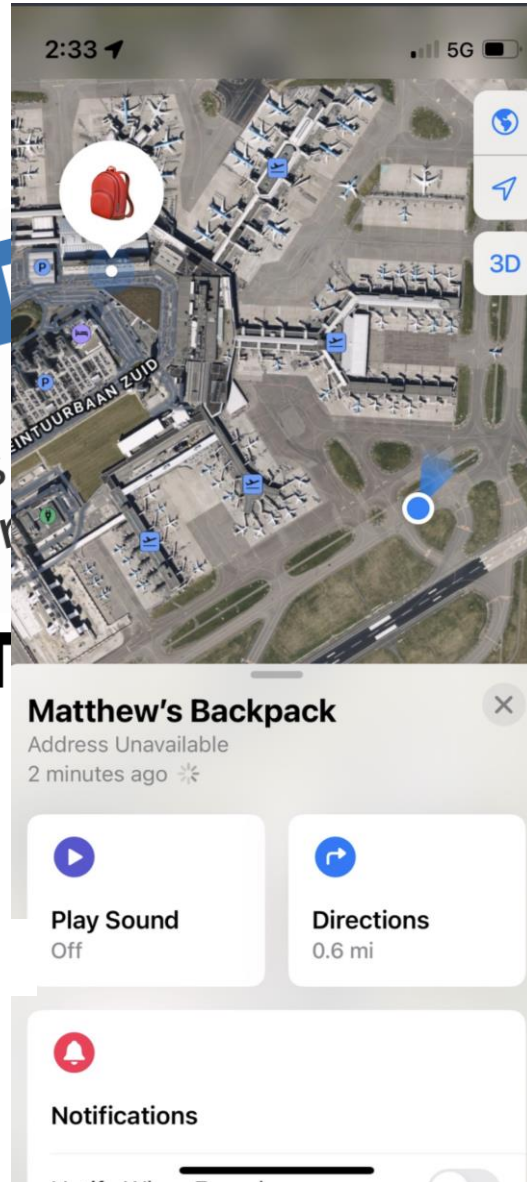 2:33
5G
3D
P
P
EINTUURBAAN ZUID
Matthew's Backpack
Address Unavailable
2 minutes ago
Play Sound
Off
Directions
0.6 mi
Notifications